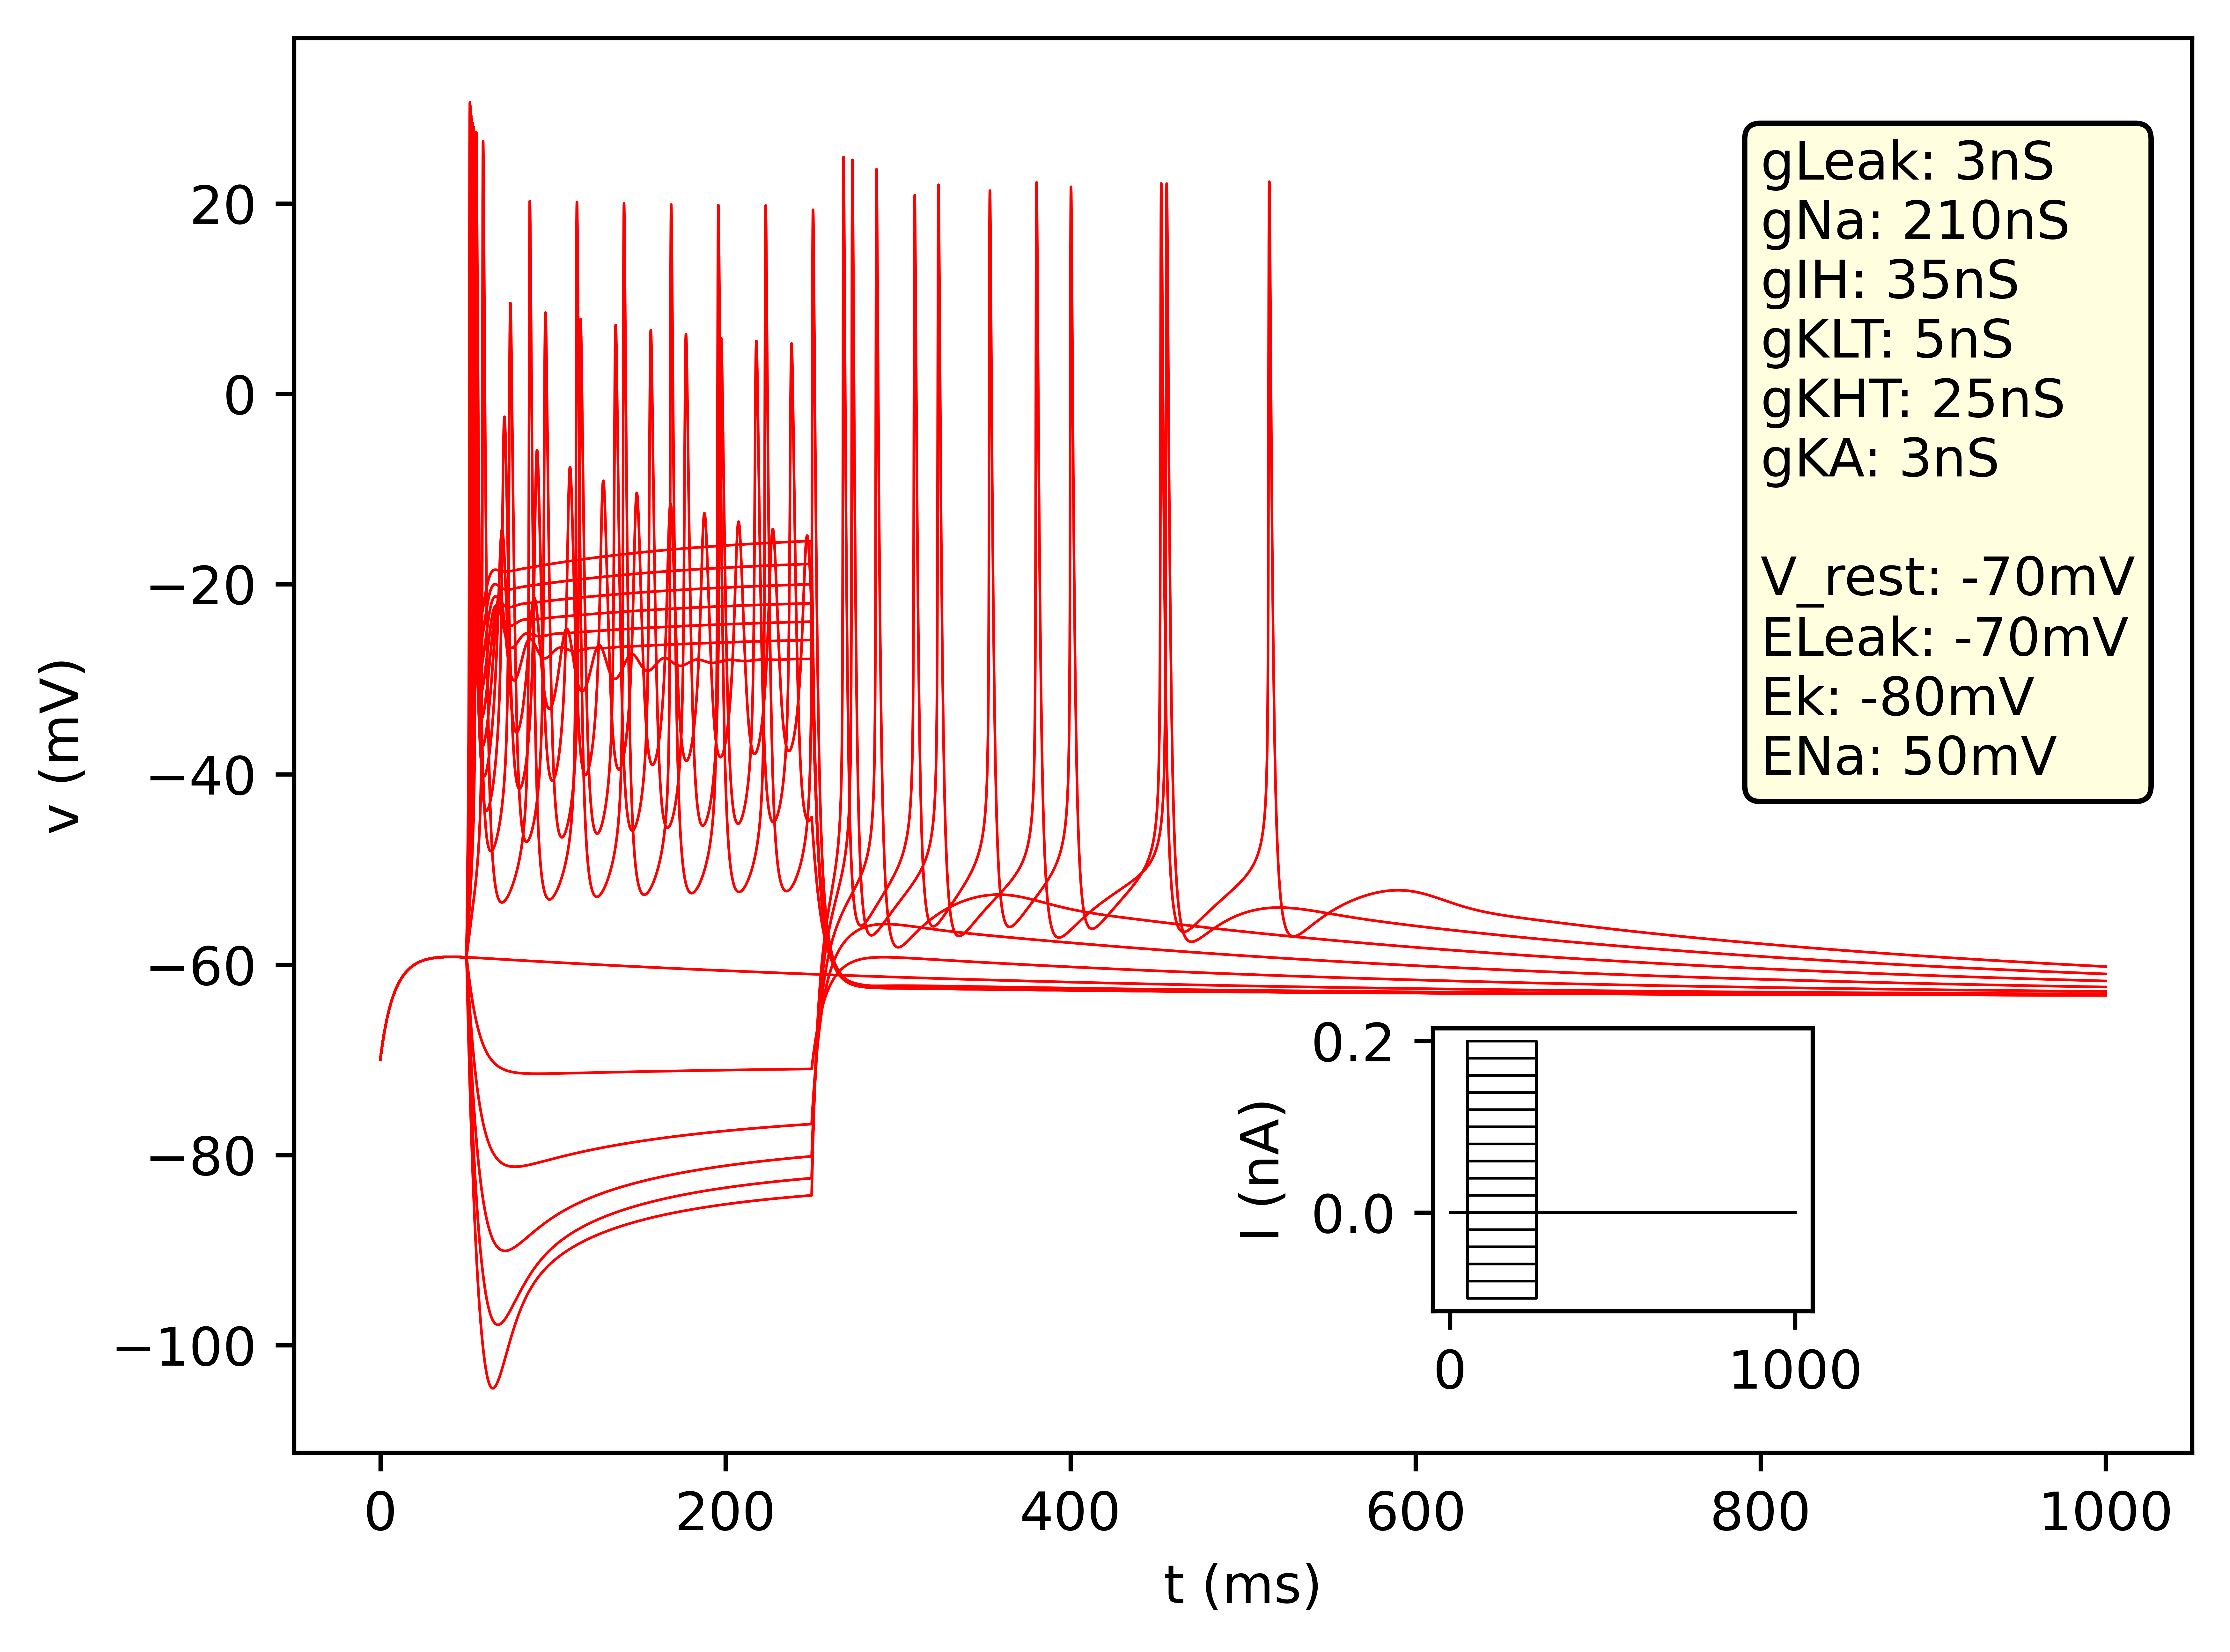 20
0
−20
−40
−60
−80
−100
v (mV)
0
200
400
600
800
1000
t (ms)
gLeak: 3nS
gNa: 210nS
gIH: 35nS
gKLT: 5nS
gKHT: 25nS
gKA: 3nS
V_rest: -70mV
ELeak: -70mV
Ek: -80mV
ENa: 50mV
0.2
0.0
I (nA)
0
1000